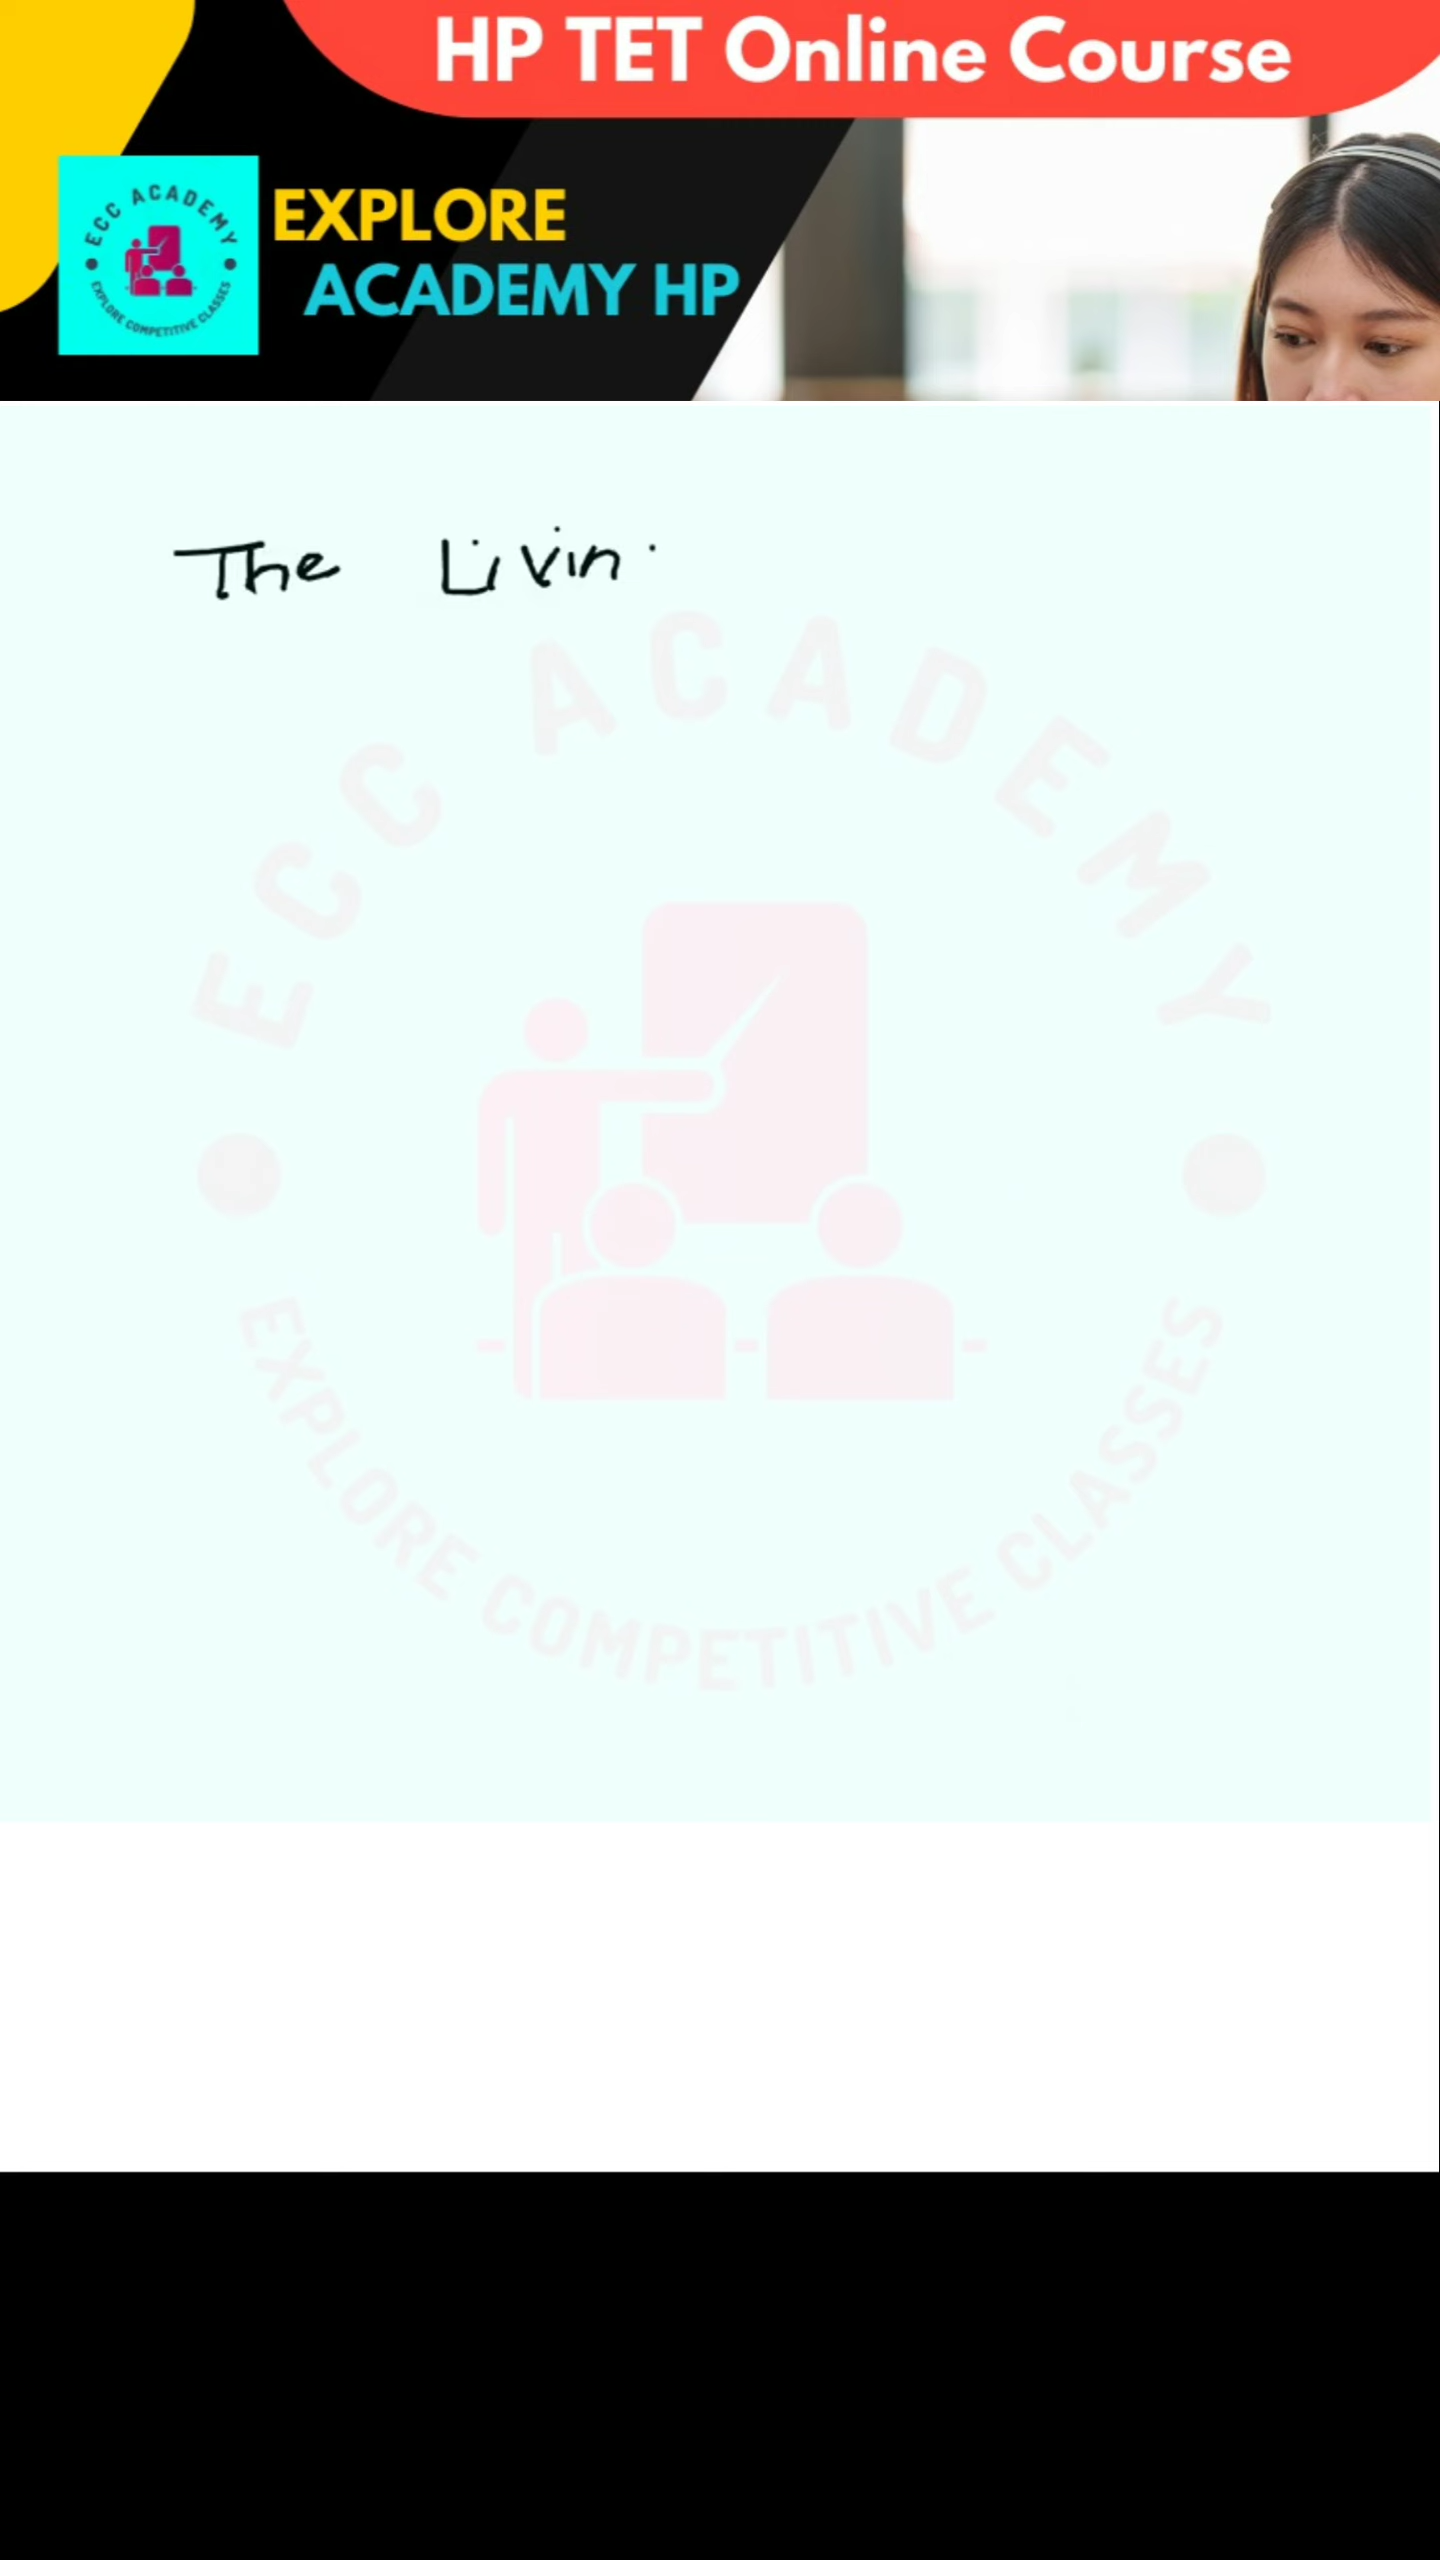 HP TET Online Course
ECC ACADEMY
EXPLORE COMPETITIVE CLASSES
EXPLORE
ACADEMY HP
The Livin
ECC ACADEMY
EXPLORE COMPETITIVE CLASSES